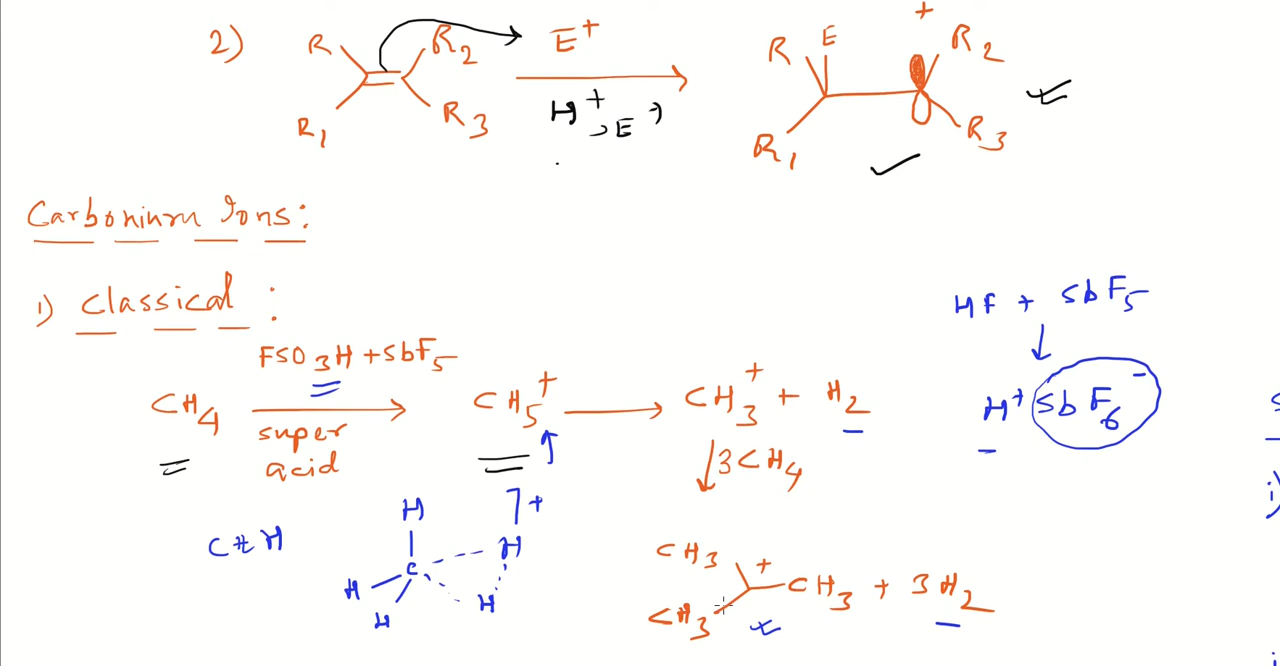 2) R R₂ R₁ R₃ E⁺ H⁺ E R E R₂ R₁ R₃ +
Carboninm Ions:
1) Classical :
HF + SbF₅
H⁺ SbF₆⁻
FSO₃H + SbF₅
CH₄ CH₅⁺ CH₃⁺ + H₂
super
acid
3CH₄
H H H H H C ]+
CH₃ CH₃ + CH₃ + 3H₂
i)